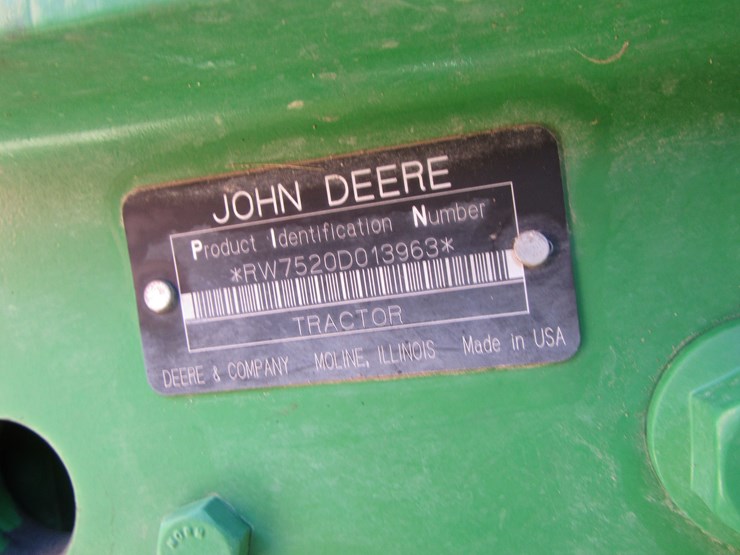 JOHN DEERE
Product Identification Number
*RW7520D013963*
TRACTOR
DEERE & COMPANY MOLINE, ILLINOIS Made in USA